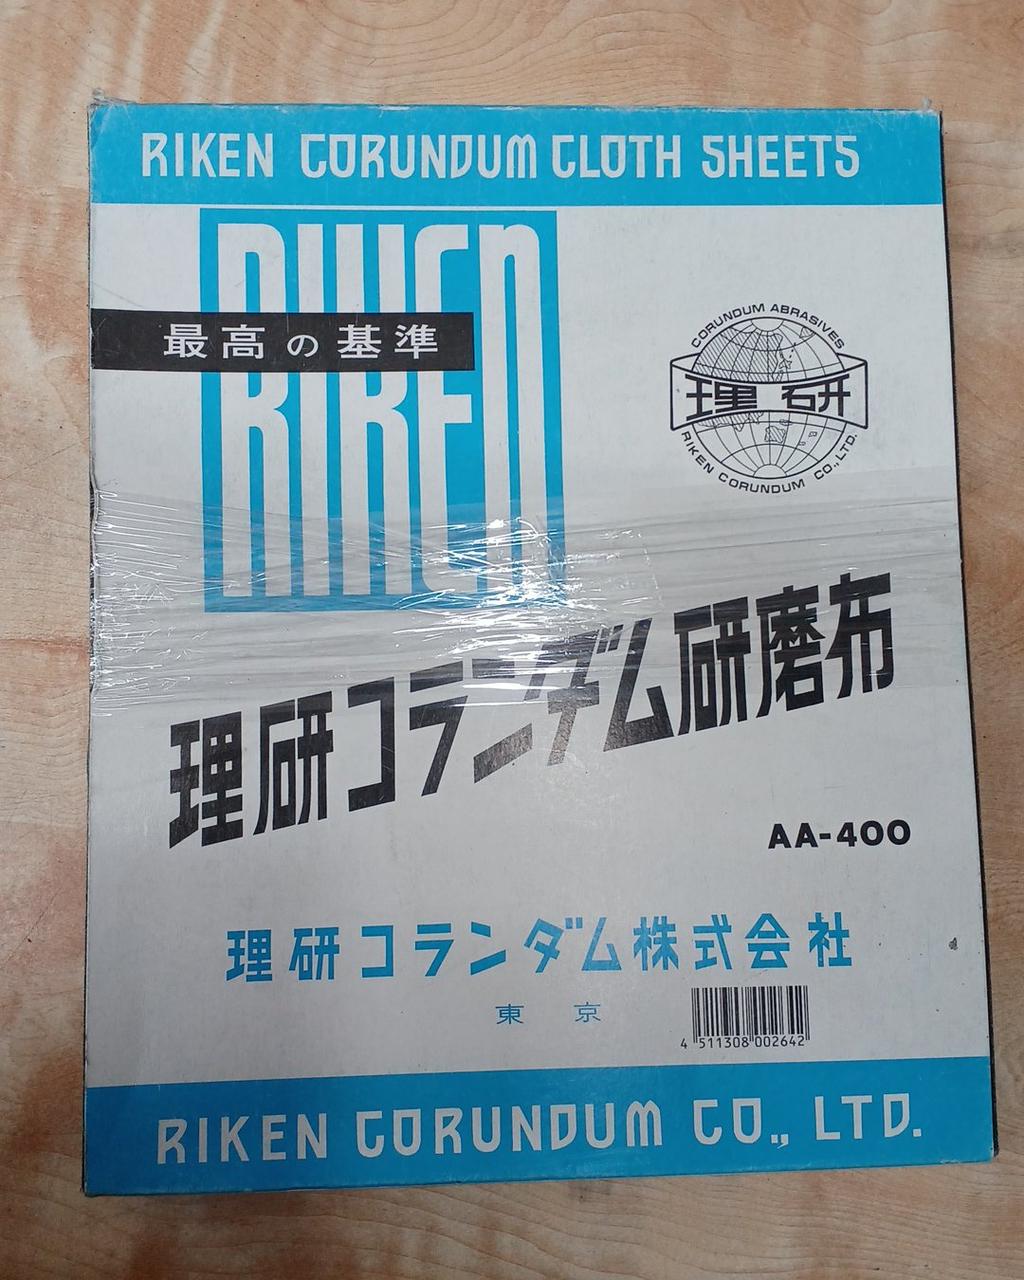 RIKEN CORUNDUM CLOTH SHEETS
RIKEN
最高の基準
CORUNDUM ABRASIVES
理研
RIKEN CORUNDUM CO., LTD.
理研コランダム研磨布
AA-400
理研コランダム株式会社
東京
4 511308 002642
RIKEN CORUNDUM CO., LTD.